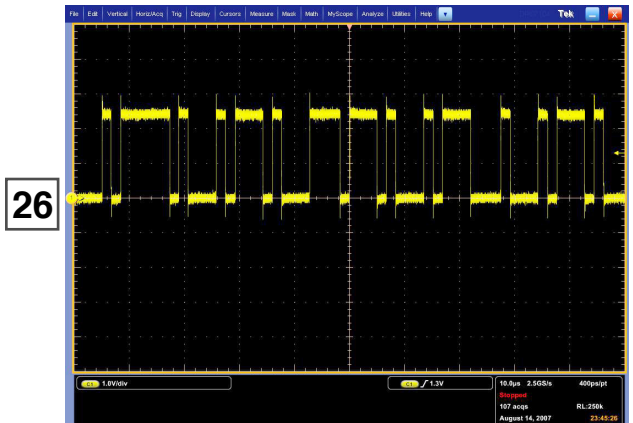 File Edit Vertical Horiz/Acq Trig Display Cursors Measure Mask Math MyScope Analyze Utilities Help Tek
26
C1 1.0V/div
C1 1.3V
10.0µs 2.5GS/s 400ps/pt
Stopped
107 acqs RL:250k
August 14, 2007 23:45:26